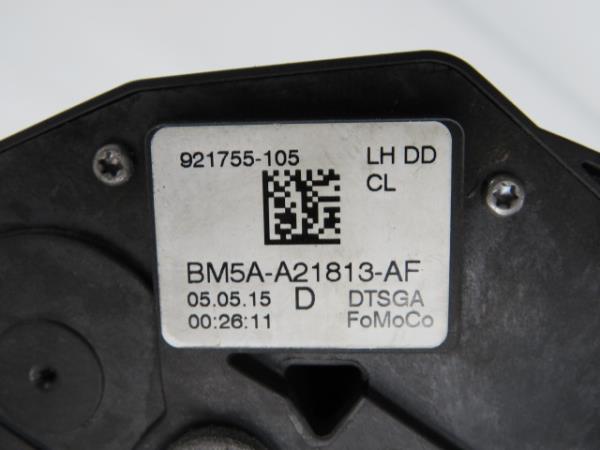 921755-105 LH DD
CL
BM5A-A21813-AF
05.05.15 D DTSGA
00:26:11 FoMoCo